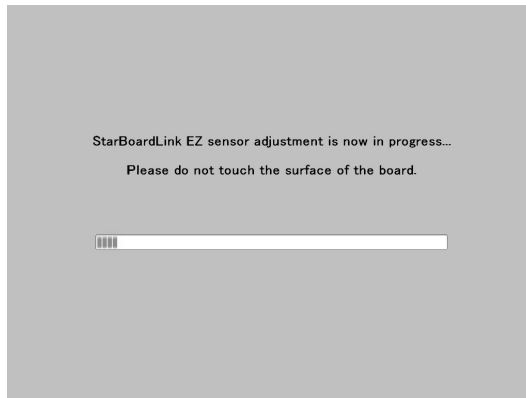 StarBoardLink EZ sensor adjustment is now in progress...
Please do not touch the surface of the board.